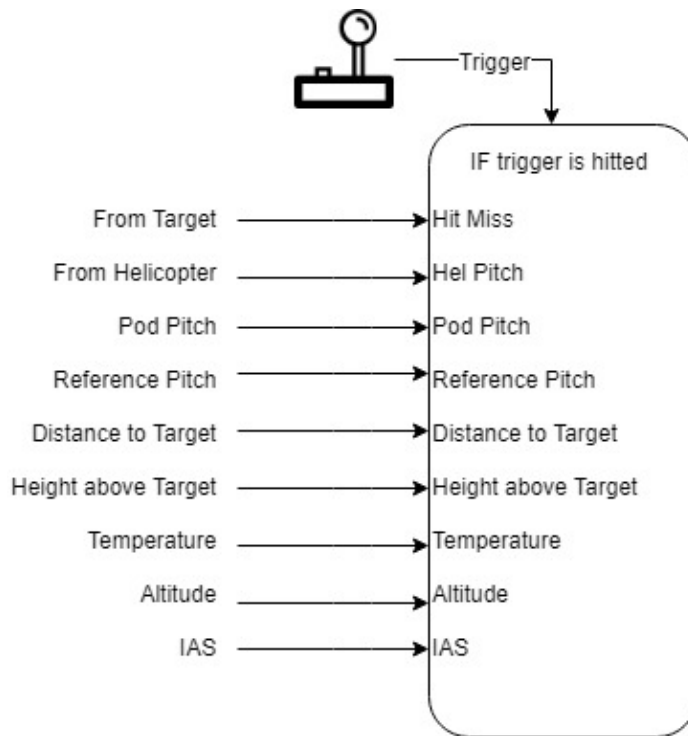 Trigger
IF trigger is hitted
From Target
Hit Miss
From Helicopter
Hel Pitch
Pod Pitch
Pod Pitch
Reference Pitch
Reference Pitch
Distance to Target
Distance to Target
Height above Target
Height above Target
Temperature
Temperature
Altitude
Altitude
IAS
IAS